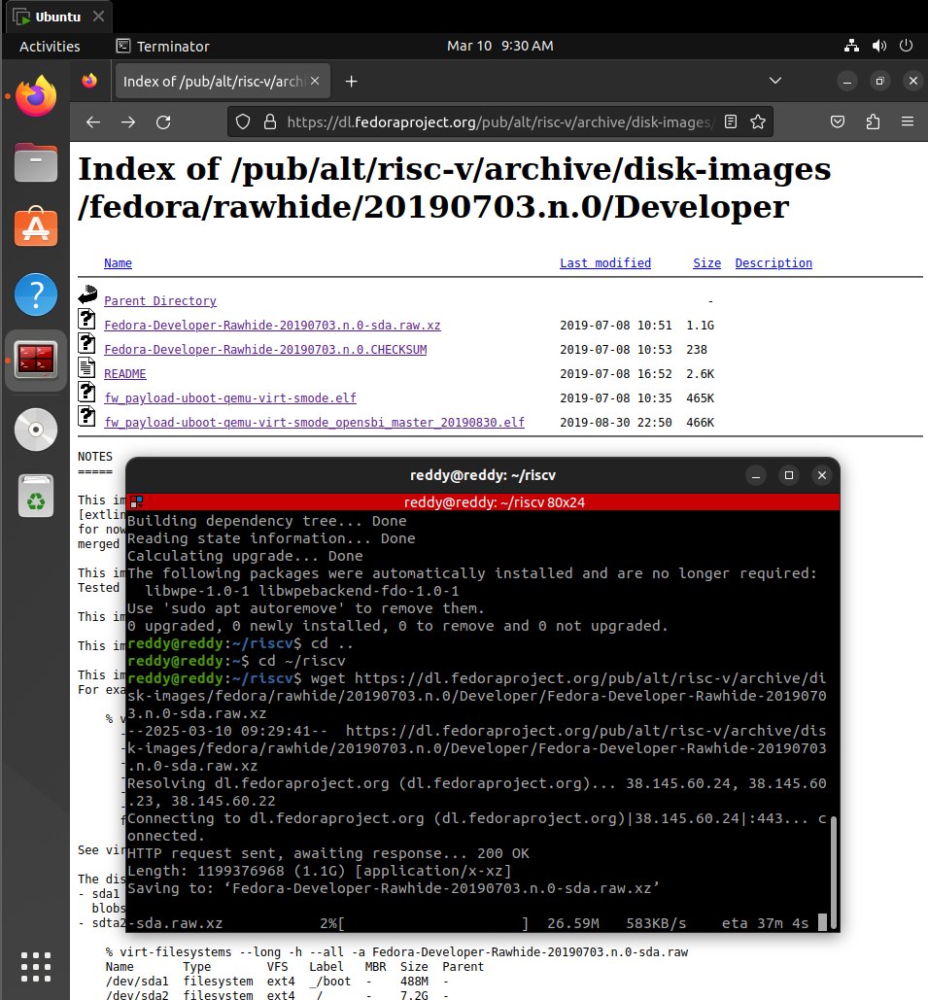 Ubuntu
Activities
Terminator
Mar 10 9:30 AM
Index of /pub/alt/risc-v/arch
https://dl.fedoraproject.org/pub/alt/risc-v/archive/disk-images/
Index of /pub/alt/risc-v/archive/disk-images
/fedora/rawhide/20190703.n.0/Developer
Name Last modified Size Description
Parent Directory -
Fedora-Developer-Rawhide-20190703.n.0-sda.raw.xz 2019-07-08 10:51 1.1G
Fedora-Developer-Rawhide-20190703.n.0.CHECKSUM 2019-07-08 10:53 238
README 2019-07-08 16:52 2.6K
fw_payload-uboot-qemu-virt-smode.elf 2019-07-08 10:35 465K
fw_payload-uboot-qemu-virt-smode_opensbi_master_20190830.elf 2019-08-30 22:50 466K
NOTES
=====
This im
[extlin
for now
merged
This im
Tested
This im
This im
This im
For exa
% v
See vir
The dis
- sda1
blobs
- sdta2
reddy@reddy: ~/riscv
reddy@reddy: ~/riscv 80x24
Building dependency tree... Done
Reading state information... Done
Calculating upgrade... Done
The following packages were automatically installed and are no longer required:
libwpe-1.0-1 libwpebackend-fdo-1.0-1
Use 'sudo apt autoremove' to remove them.
0 upgraded, 0 newly installed, 0 to remove and 0 not upgraded.
reddy@reddy:~/riscv$ cd ..
reddy@reddy:~$ cd ~/riscv
reddy@reddy:~/riscv$ wget https://dl.fedoraproject.org/pub/alt/risc-v/archive/di
sk-images/fedora/rawhide/20190703.n.0/Developer/Fedora-Developer-Rawhide-2019070
3.n.0-sda.raw.xz
--2025-03-10 09:29:41-- https://dl.fedoraproject.org/pub/alt/risc-v/archive/dis
k-images/fedora/rawhide/20190703.n.0/Developer/Fedora-Developer-Rawhide-20190703
.n.0-sda.raw.xz
Resolving dl.fedoraproject.org (dl.fedoraproject.org)... 38.145.60.24, 38.145.60
.23, 38.145.60.22
Connecting to dl.fedoraproject.org (dl.fedoraproject.org)|38.145.60.24|:443... c
onnected.
HTTP request sent, awaiting response... 200 OK
Length: 1199376968 (1.1G) [application/x-xz]
Saving to: ‘Fedora-Developer-Rawhide-20190703.n.0-sda.raw.xz’
-sda.raw.xz 2%[ ] 26.59M 583KB/s eta 37m 4s
% virt-filesystems --long -h --all -a Fedora-Developer-Rawhide-20190703.n.0-sda.raw
Name Type VFS Label MBR Size Parent
/dev/sda1 filesystem ext4 _/boot - 488M -
/dev/sda2 filesystem ext4 _/ - 7.2G -